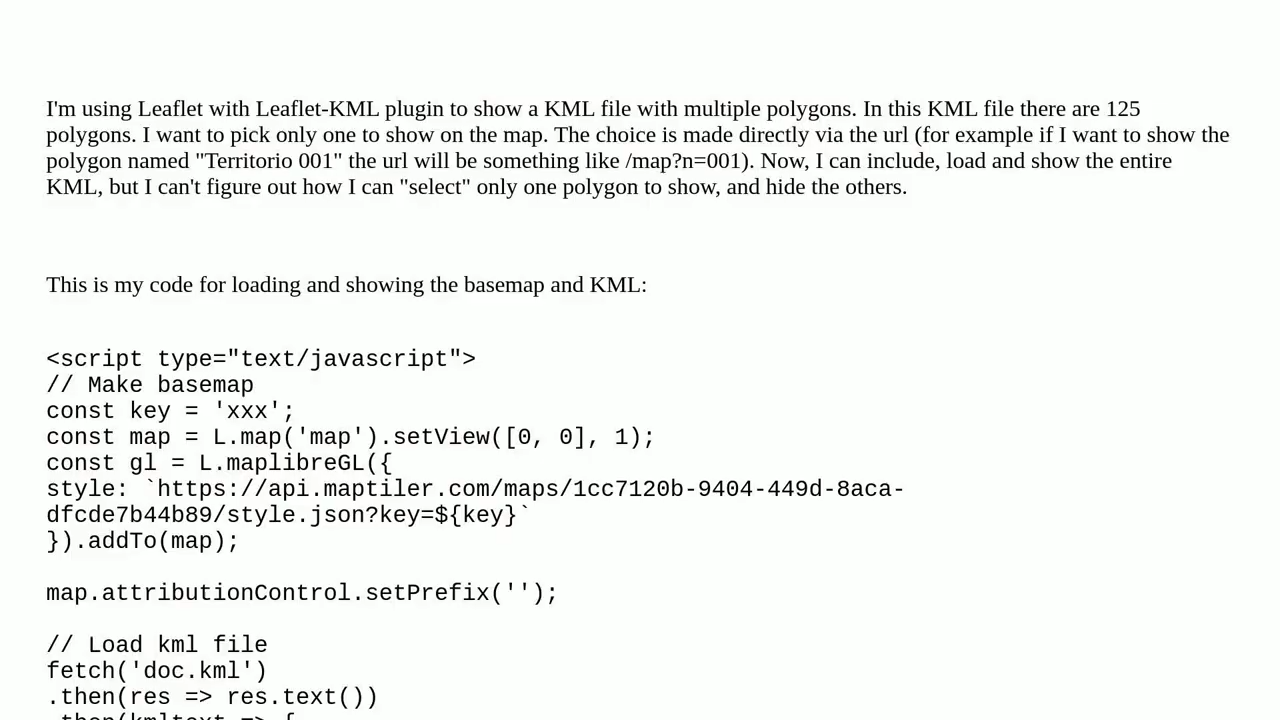 I'm using Leaflet with Leaflet-KML plugin to show a KML file with multiple polygons. In this KML file there are 125
polygons. I want to pick only one to show on the map. The choice is made directly via the url (for example if I want to show the
polygon named "Territorio 001" the url will be something like /map?n=001). Now, I can include, load and show the entire
KML, but I can't figure out how I can "select" only one polygon to show, and hide the others.
This is my code for loading and showing the basemap and KML:
<script type="text/javascript">
// Make basemap
const key = 'xxx';
const map = L.map('map').setView([0, 0], 1);
const gl = L.maplibreGL({
style: `https://api.maptiler.com/maps/1cc7120b-9404-449d-8aca-
dfcde7b44b89/style.json?key=${key}`
}).addTo(map);
map.attributionControl.setPrefix('');
// Load kml file
fetch('doc.kml')
.then(res => res.text())
.then(kmltext => {